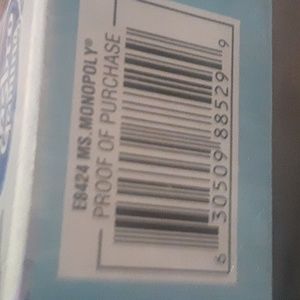 E8424 MS. MONOPOLY®
PROOF OF PURCHASE
6 30509 88529 9